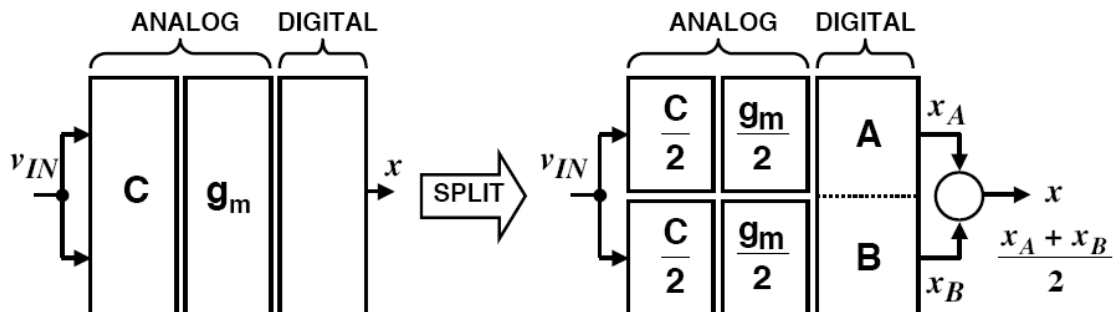 ANALOG DIGITAL
v_IN
C
g_m
x
SPLIT
ANALOG DIGITAL
v_IN
C/2
g_m/2
A
x_A
C/2
g_m/2
B
x_B
x
x_A + x_B
2